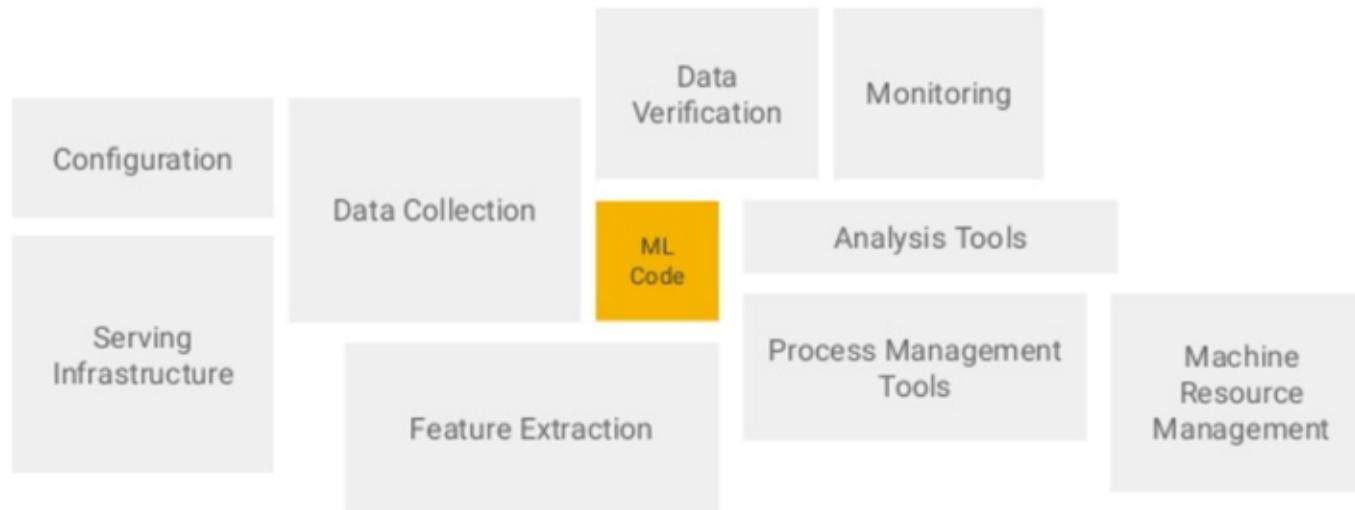 Data
Verification
Monitoring
Configuration
Data Collection
ML
Code
Analysis Tools
Serving
Infrastructure
Feature Extraction
Process Management
Tools
Machine
Resource
Management